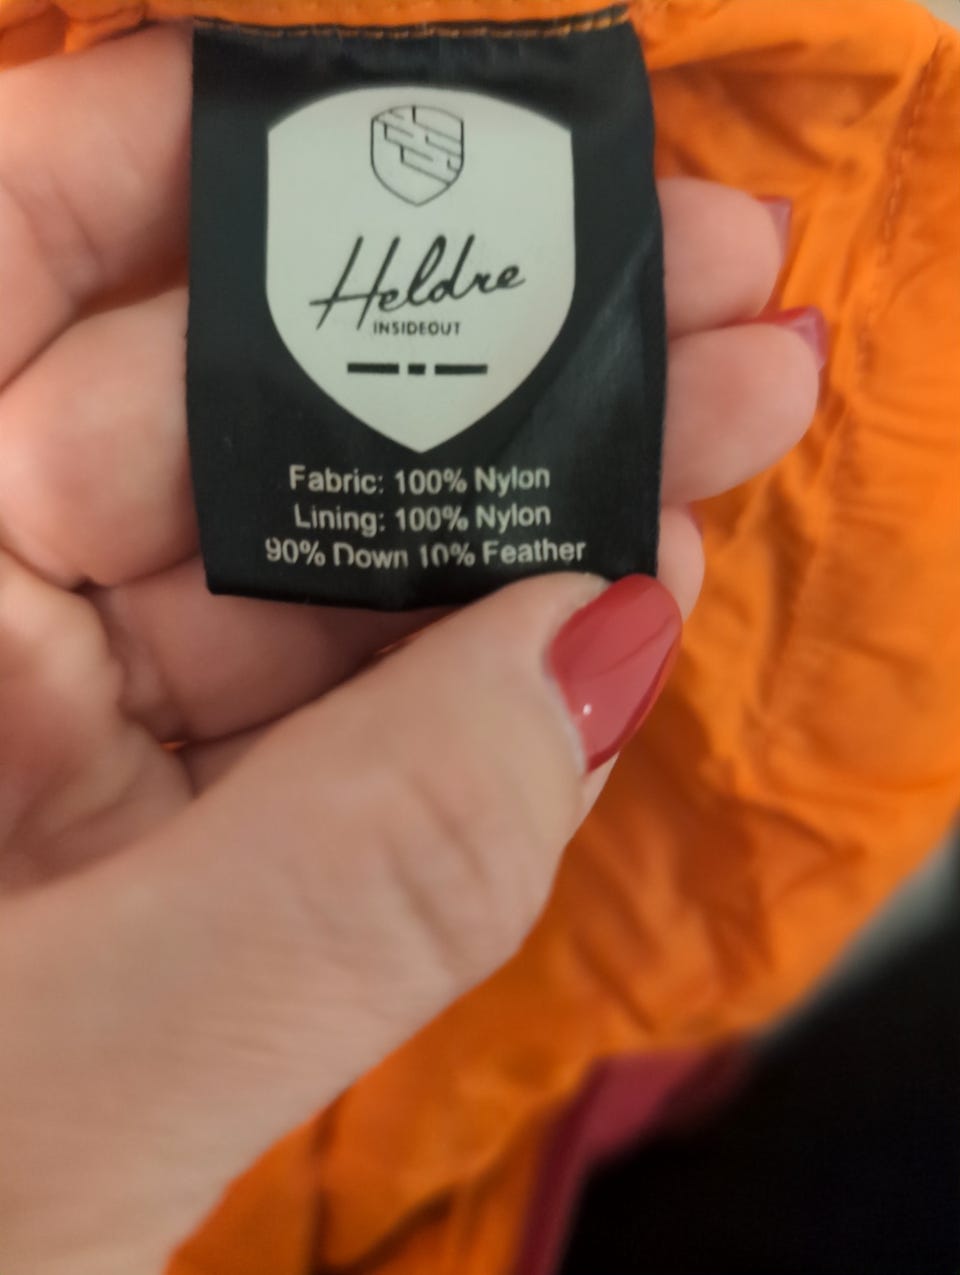 Heldre
INSIDEOUT
Fabric: 100% Nylon
Lining: 100% Nylon
90% Down 10% Feather